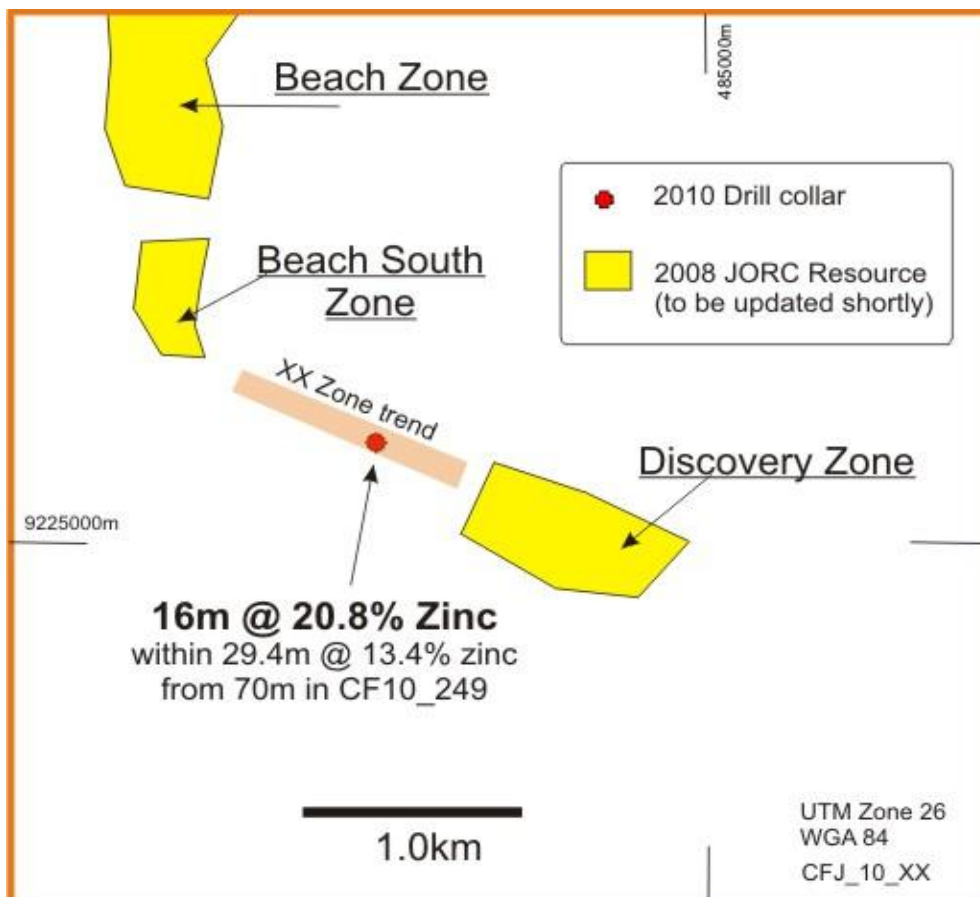 Beach Zone
485000m
2010 Drill collar
2008 JORC Resource
(to be updated shortly)
Beach South
Zone
XX Zone trend
Discovery Zone
9225000m
16m @ 20.8% Zinc
within 29.4m @ 13.4% zinc
from 70m in CF10_249
1.0km
UTM Zone 26
WGA 84
CFJ_10_XX